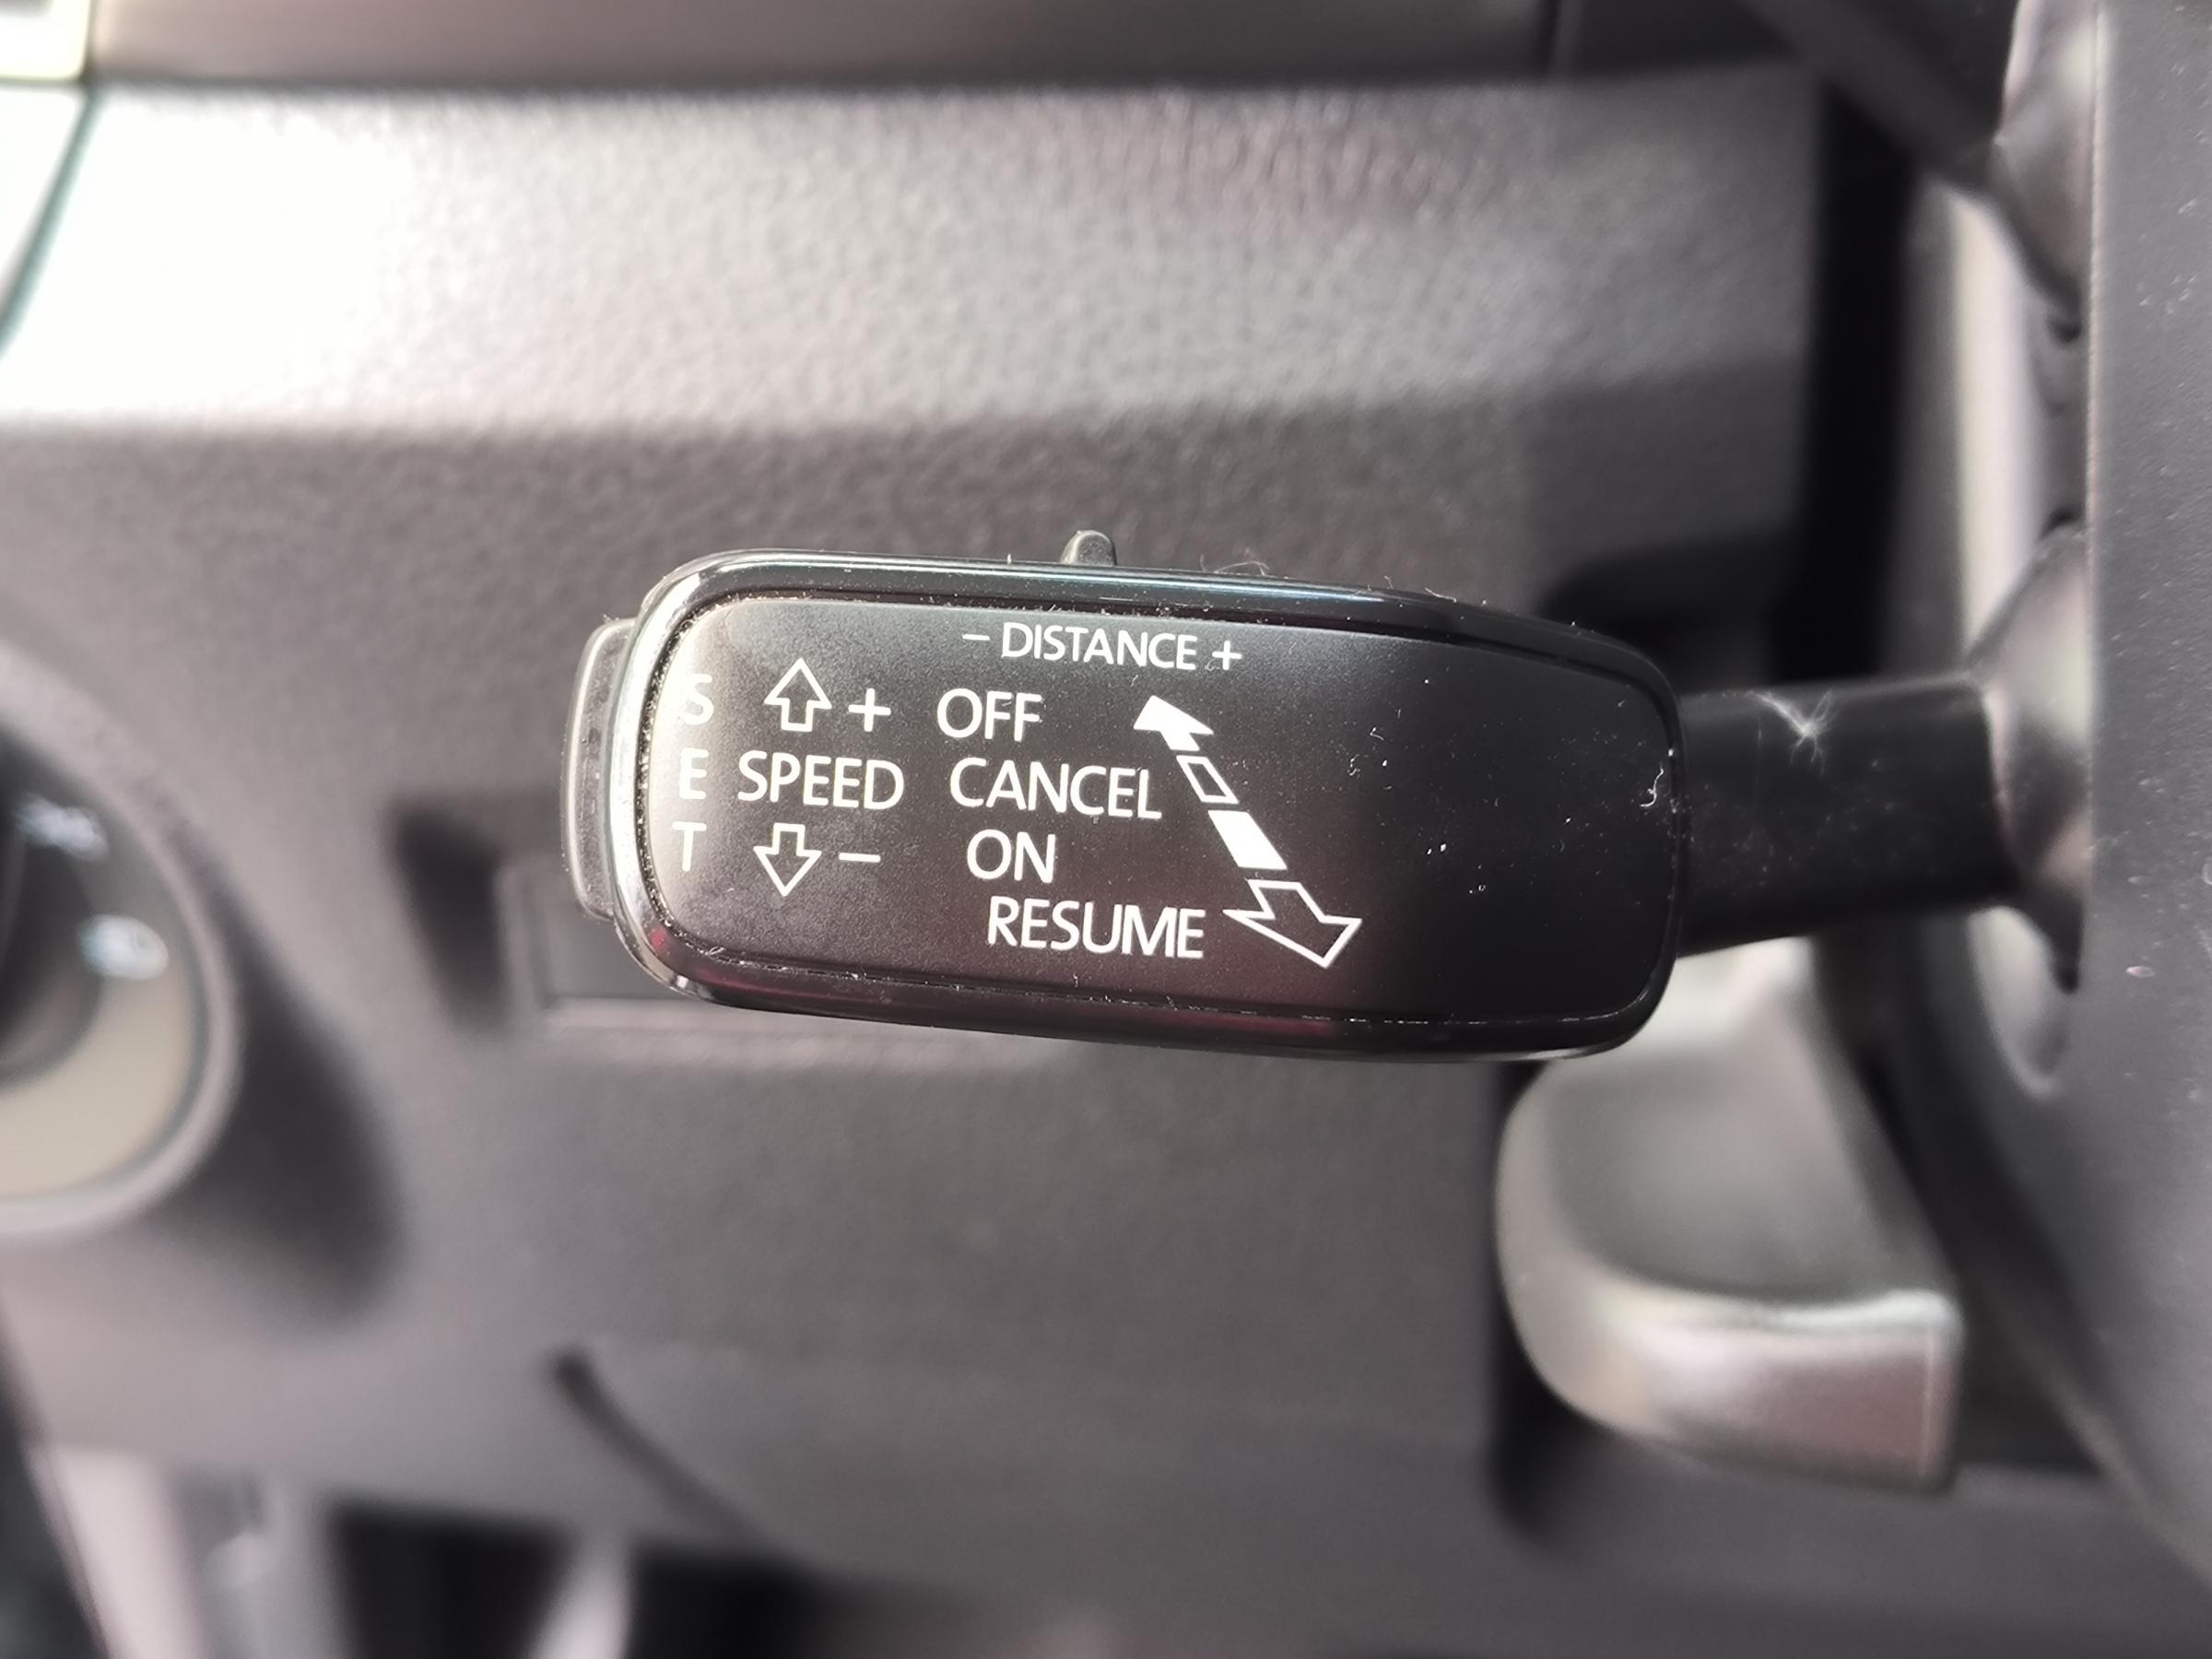 - DISTANCE +
S + OFF
E SPEED CANCEL
T - ON
RESUME